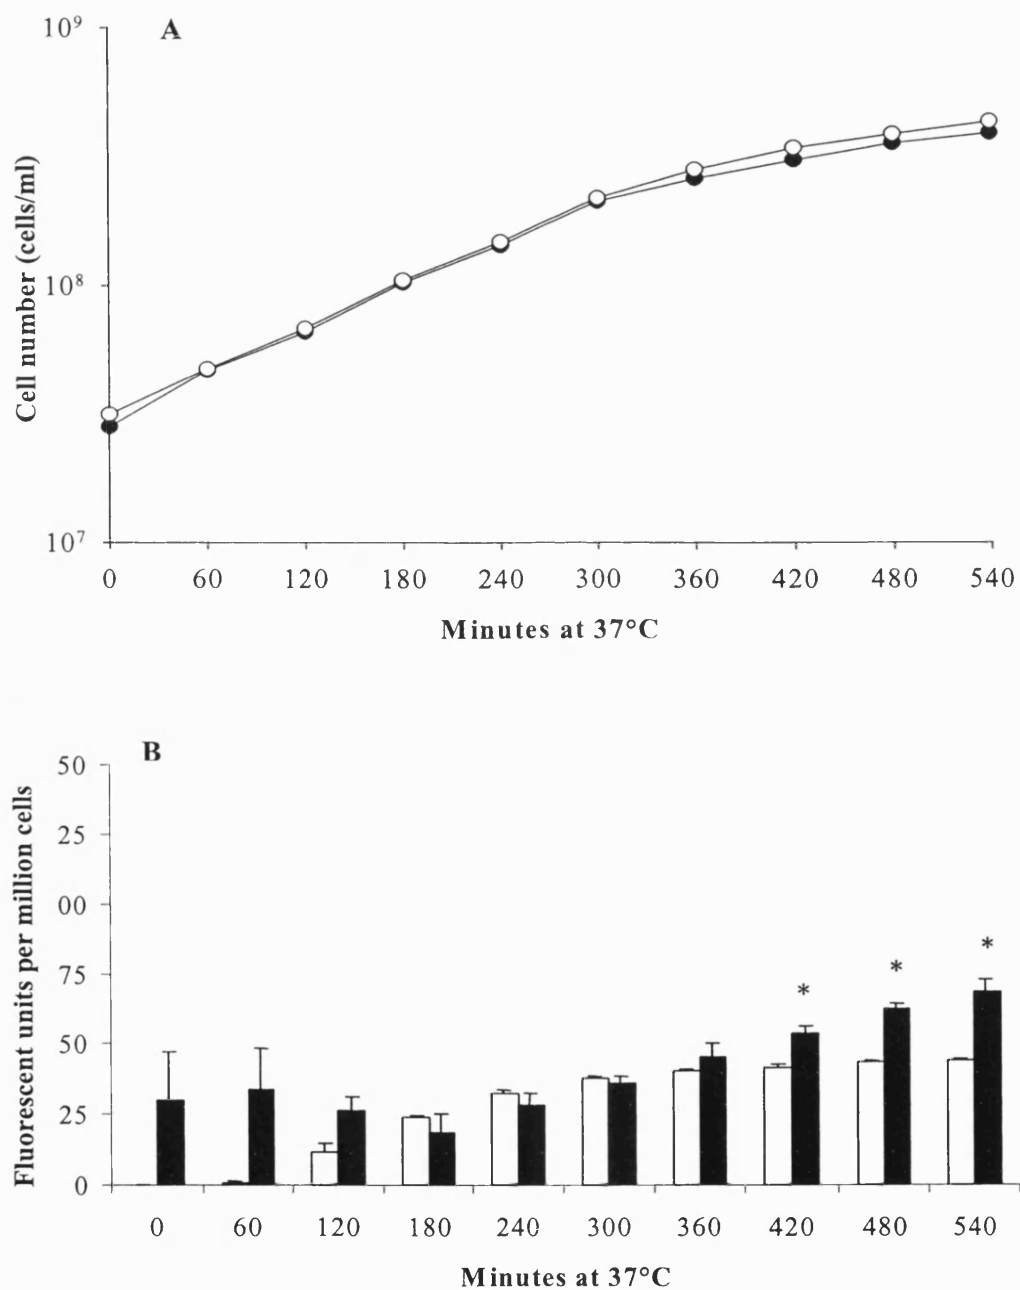 A
10⁹
10⁸
10⁷
Cell number (cells/ml)
0 60 120 180 240 300 360 420 480 540
Minutes at 37°C
B
50
25
00
75
50
25
0
Fluorescent units per million cells
* * *
0 60 120 180 240 300 360 420 480 540
Minutes at 37°C